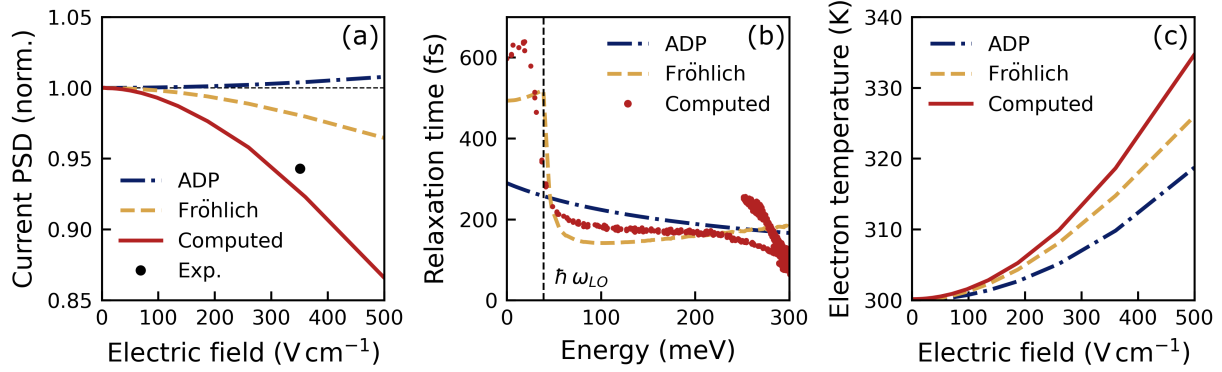 (a)
Current PSD (norm.)
1.05
1.00
0.95
0.90
0.85
ADP
Fröhlich
Computed
Exp.
0 100 200 300 400 500
Electric field (V cm⁻¹)
(b)
Relaxation time (fs)
600
400
200
0
ADP
Fröhlich
Computed
ħ ω_LO
0 100 200 300
Energy (meV)
(c)
Electron temperature (K)
340
330
320
310
300
ADP
Fröhlich
Computed
0 100 200 300 400 500
Electric field (V cm⁻¹)